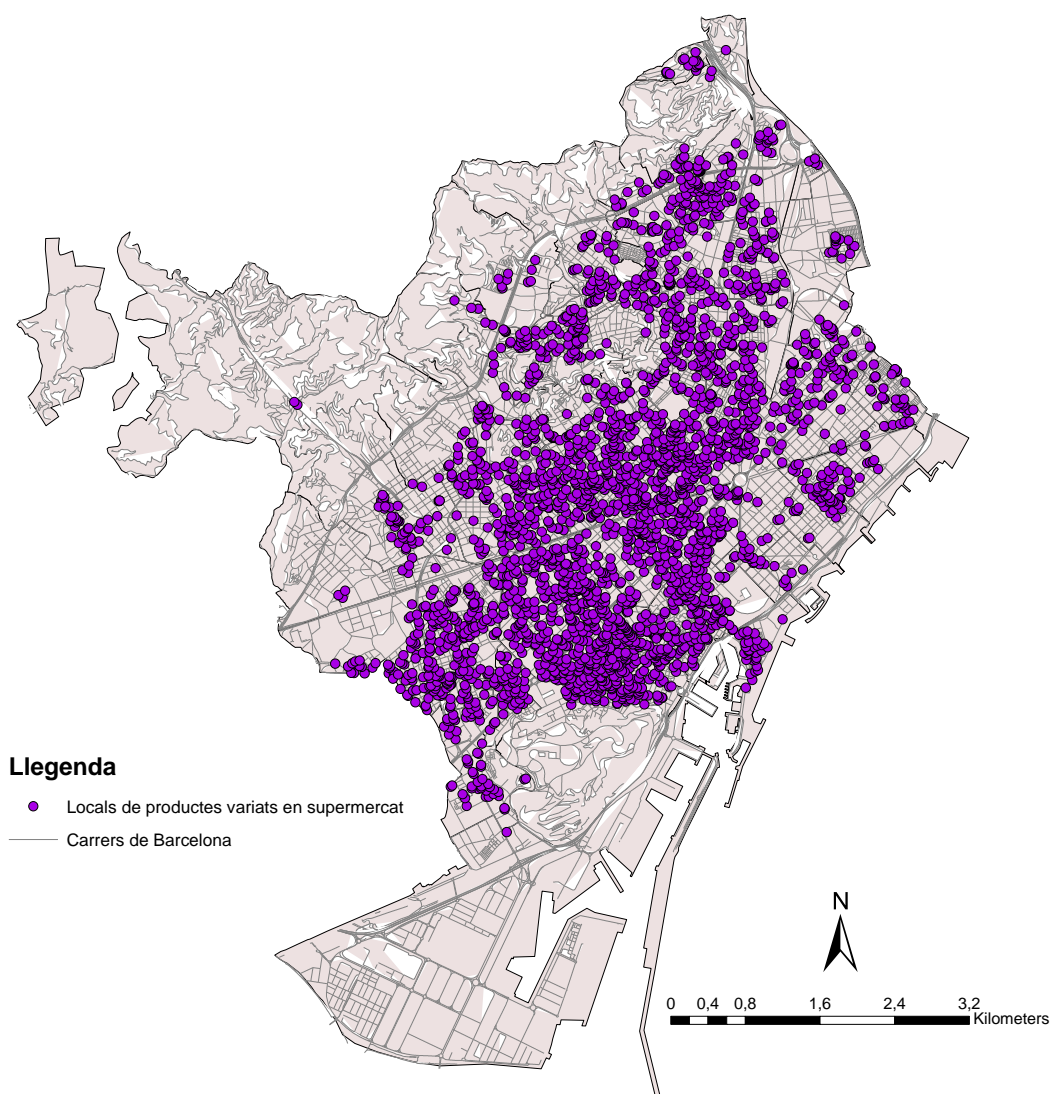 Llegenda
Locals de productes variats en supermercat
Carrers de Barcelona
N
0 0,4 0,8 1,6 2,4 3,2
Kilometers